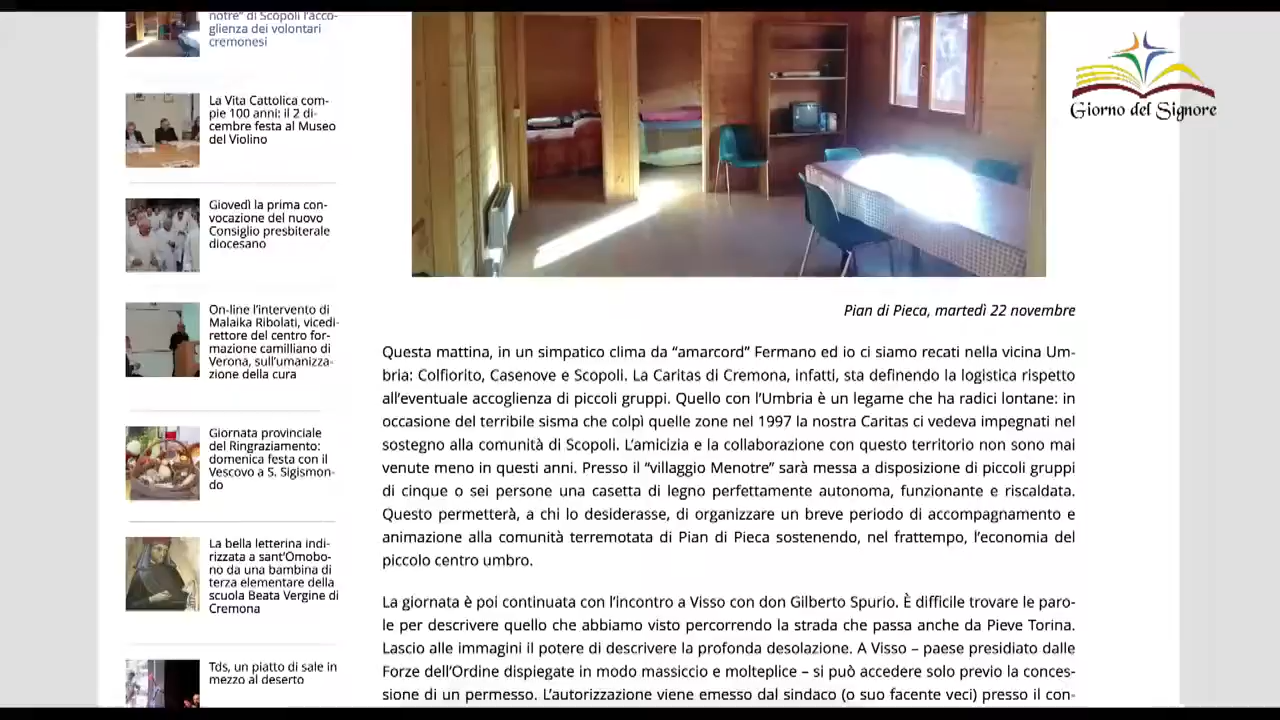 notre” di Scopoli l’acco-
glienza dei volontari
cremonesi
La Vita Cattolica com-
pie 100 anni: il 2 di-
cembre festa al Museo
del Violino
Giovedì la prima con-
vocazione del nuovo
Consiglio presbiterale
diocesano
On-line l’intervento di
Malaika Ribolati, vicedi-
rettore del centro for-
mazione camilliano di
Verona, sull’umanizza-
zione della cura
Giornata provinciale
del Ringraziamento:
domenica festa con il
Vescovo a S. Sigismon-
do
La bella letterina indi-
rizzata a sant’Omobo-
no da una bambina di
terza elementare della
scuola Beata Vergine di
Cremona
Tds, un piatto di sale in
mezzo al deserto
Giorno del Signore
Pian di Pieca, martedì 22 novembre
Questa mattina, in un simpatico clima da “amarcord” Fermano ed io ci siamo recati nella vicina Um-
bria: Colfiorito, Casenove e Scopoli. La Caritas di Cremona, infatti, sta definendo la logistica rispetto
all’eventuale accoglienza di piccoli gruppi. Quello con l’Umbria è un legame che ha radici lontane: in
occasione del terribile sisma che colpì quelle zone nel 1997 la nostra Caritas ci vedeva impegnati nel
sostegno alla comunità di Scopoli. L’amicizia e la collaborazione con questo territorio non sono mai
venute meno in questi anni. Presso il “villaggio Menotre” sarà messa a disposizione di piccoli gruppi
di cinque o sei persone una casetta di legno perfettamente autonoma, funzionante e riscaldata.
Questo permetterà, a chi lo desiderasse, di organizzare un breve periodo di accompagnamento e
animazione alla comunità terremotata di Pian di Pieca sostenendo, nel frattempo, l’economia del
piccolo centro umbro.
La giornata è poi continuata con l’incontro a Visso con don Gilberto Spurio. È difficile trovare le paro-
le per descrivere quello che abbiamo visto percorrendo la strada che passa anche da Pieve Torina.
Lascio alle immagini il potere di descrivere la profonda desolazione. A Visso – paese presidiato dalle
Forze dell’Ordine dispiegate in modo massiccio e molteplice – si può accedere solo previo la conces-
sione di un permesso. L’autorizzazione viene emesso dal sindaco (o suo facente veci) presso il con-